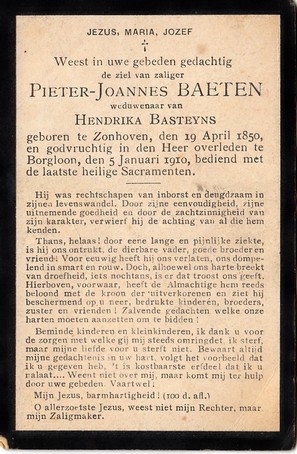 JEZUS, MARIA, JOZEF
†
Weest in uwe gebeden gedachtig
de ziel van zaliger
PIETER-JOANNES BAETEN
weduwenaar van
HENDRIKA BASTEYNS
geboren te Zonhoven, den 19 April 1850,
en godvruchtig in den Heer overleden te
Borgloon, den 5 Januari 1910, bediend met
de laatste heilige Sacramenten.
Hij was rechtschapen van inborst en deugdzaam in
zijnea levenswandel. Door zijne eenvoudigheid, zijne
uitmuntende goedheid en door de zachtzimigheid van
zijn karakter, verwierf hij de achting van al die hem
kenden.
Thans, helaas! door eene lange en pijnlijke ziekte,
is hij ons ontrukt, de dierbare vader, goede broeder en
vriend! Voor eeuwig heeft hij ons verlaten, ons dompe-
lend in smart en rouw. Doch, alhoewel ons harte breekt
van droefheid, iets nochtans, is er dat troost ons geeft.
Hierboven, voorwaar, heeft de Almachtige hem reeds
beloond met de kroon der uitverkorenen en ziet hij
beschermend op u neer, bedrukte kinderen, broeders,
zuster en vrienden! Zalvende gedachten welke onze
harten moeten aanzetten om te bidden!
Beminde kinderen en kleinkinderen, ik dank u voor
de zorgen met welke gij mij steeds omringdet, ik sterf,
maar mijne liefde voor u sterft niet. Bewaart altijd mijne
gedachtenis in uw hart, volgt het voorbeeld dat ik u
gegeven heb, 't is kostbaarste erfdeel dat ik u
nalaat. Weent niet over mij, maar komt mij ter hulp
door uwe gebeden. Vaartwel!
Mijn Jezus, barmhartigheid! (100 d. afl.)
O allerzoetste Jezus, weest niet mijn Rechter, maar
mijn Zaligmaker.